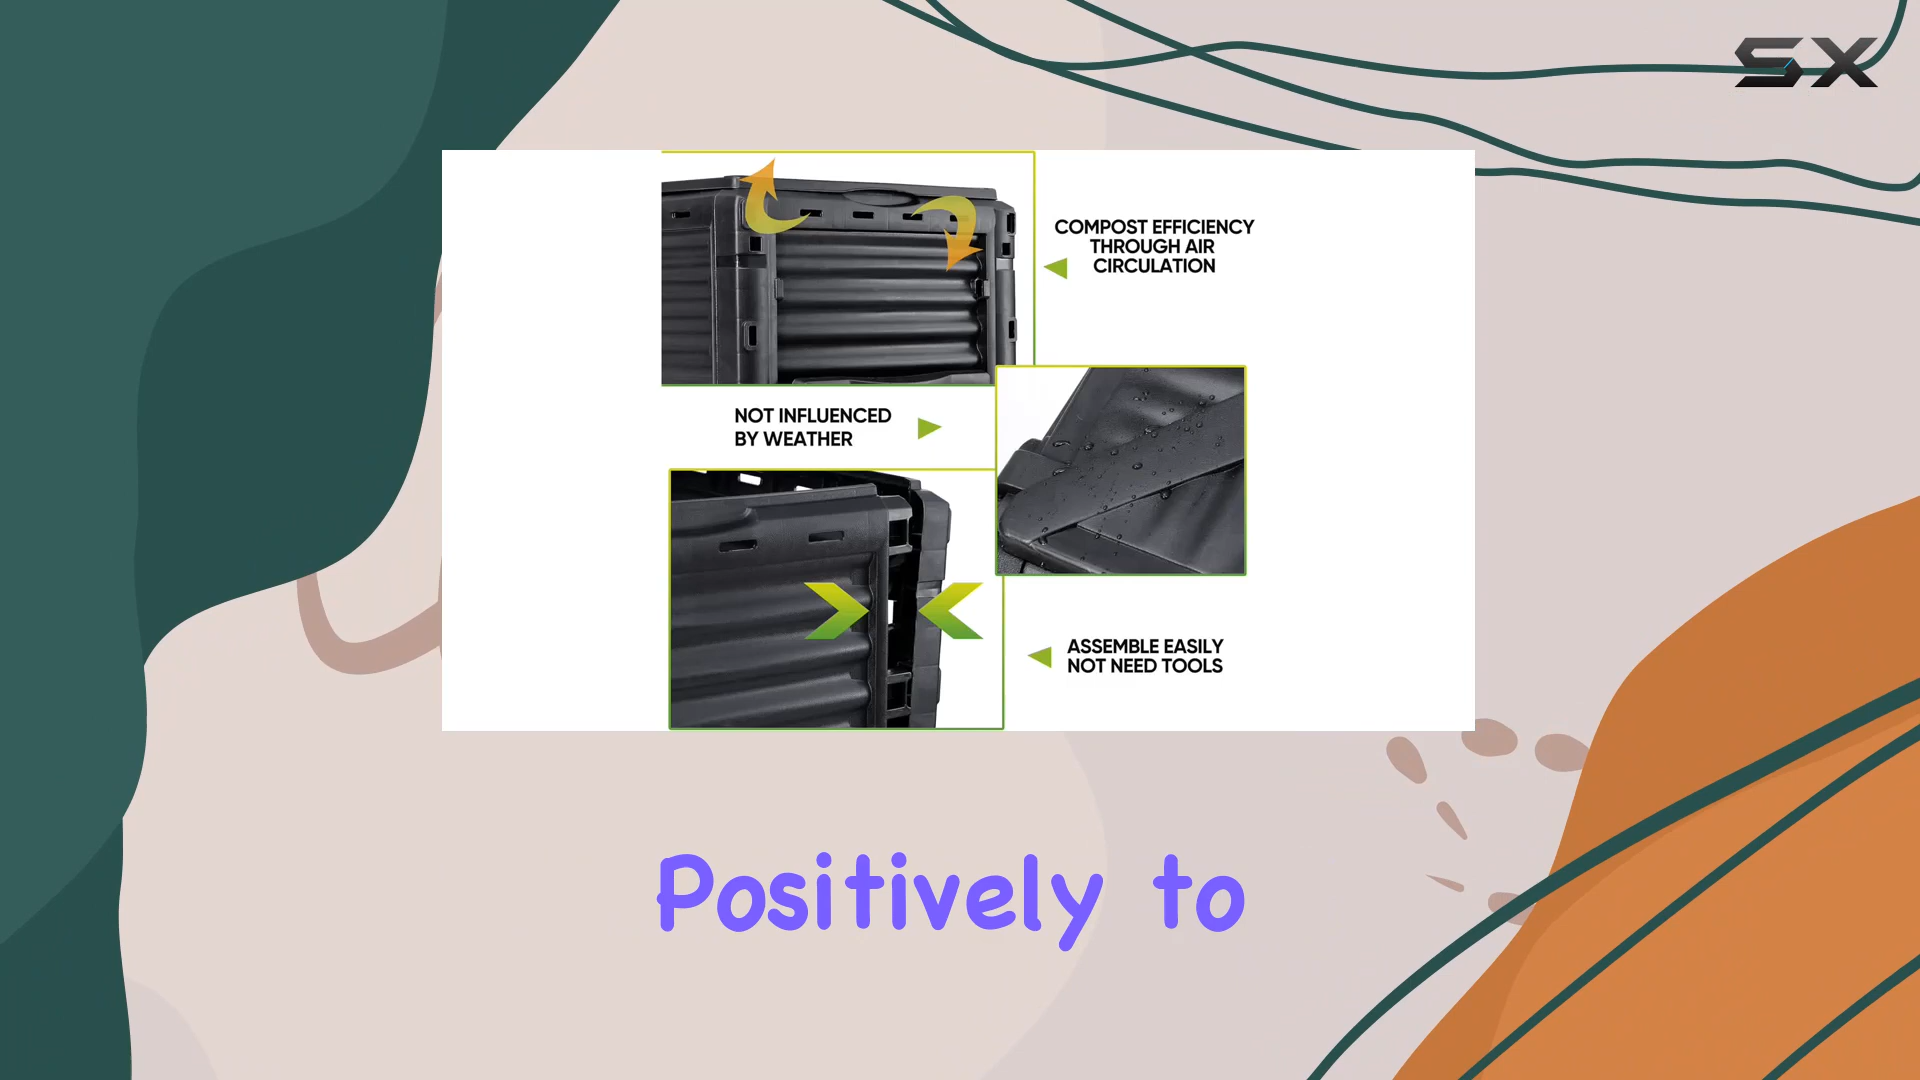 SX
COMPOST EFFICIENCY
THROUGH AIR
CIRCULATION
NOT INFLUENCED
BY WEATHER
ASSEMBLE EASILY
NOT NEED TOOLS
Positively to